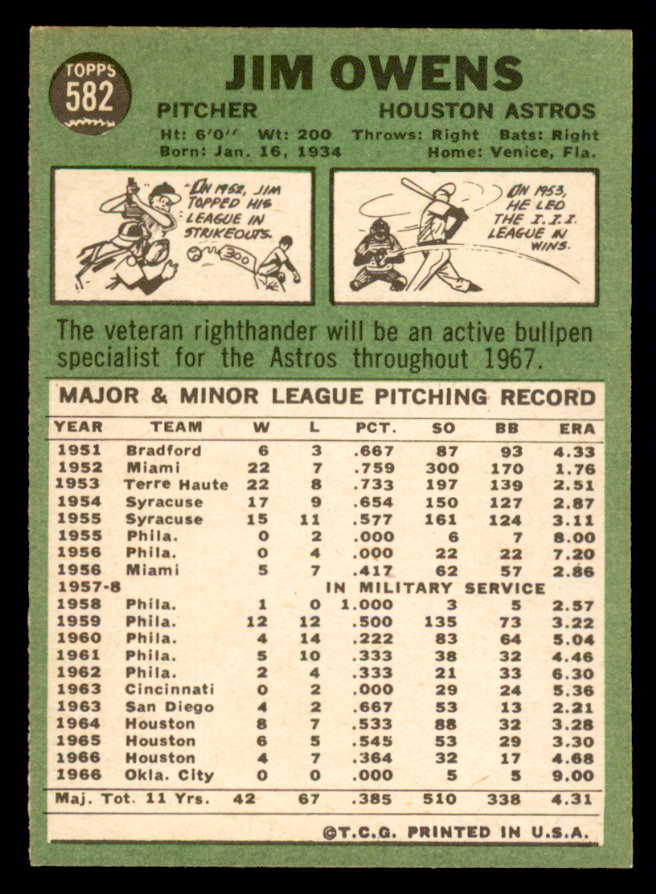 TOPPS
582
JIM OWENS
PITCHER HOUSTON ASTROS
Ht: 6'0" Wt: 200 Throws: Right Bats: Right
Born: Jan. 16, 1934 Home: Venice, Fla.
IN 1952, JIM
TOPPED HIS
LEAGUE IN
STRIKEOUTS.
300
IN 1953,
HE LED
THE I.I.I.
LEAGUE IN
WINS.
The veteran righthander will be an active bullpen
specialist for the Astros throughout 1967.
MAJOR & MINOR LEAGUE PITCHING RECORD
YEAR TEAM W L PCT. SO BB ERA
1951 Bradford 6 3 .667 87 93 4.33
1952 Miami 22 7 .759 300 170 1.76
1953 Terre Haute 22 8 .733 197 139 2.51
1954 Syracuse 17 9 .654 150 127 2.87
1955 Syracuse 15 11 .577 161 124 3.11
1955 Phila. 0 2 .000 6 7 8.00
1956 Phila. 0 4 .000 22 22 7.20
1956 Miami 5 7 .417 62 57 2.86
1957-8 IN MILITARY SERVICE
1958 Phila. 1 0 1.000 3 5 2.57
1959 Phila. 12 12 .500 135 73 3.22
1960 Phila. 4 14 .222 83 64 5.04
1961 Phila. 5 10 .333 38 32 4.46
1962 Phila. 2 4 .333 21 33 6.30
1963 Cincinnati 0 2 .000 29 24 5.36
1963 San Diego 4 2 .667 53 13 2.21
1964 Houston 8 7 .533 88 32 3.28
1965 Houston 6 5 .545 53 29 3.30
1966 Houston 4 7 .364 32 17 4.68
1966 Okla. City 0 0 .000 5 5 9.00
Maj. Tot. 11 Yrs. 42 67 .385 510 338 4.31
©T.C.G. PRINTED IN U.S.A.